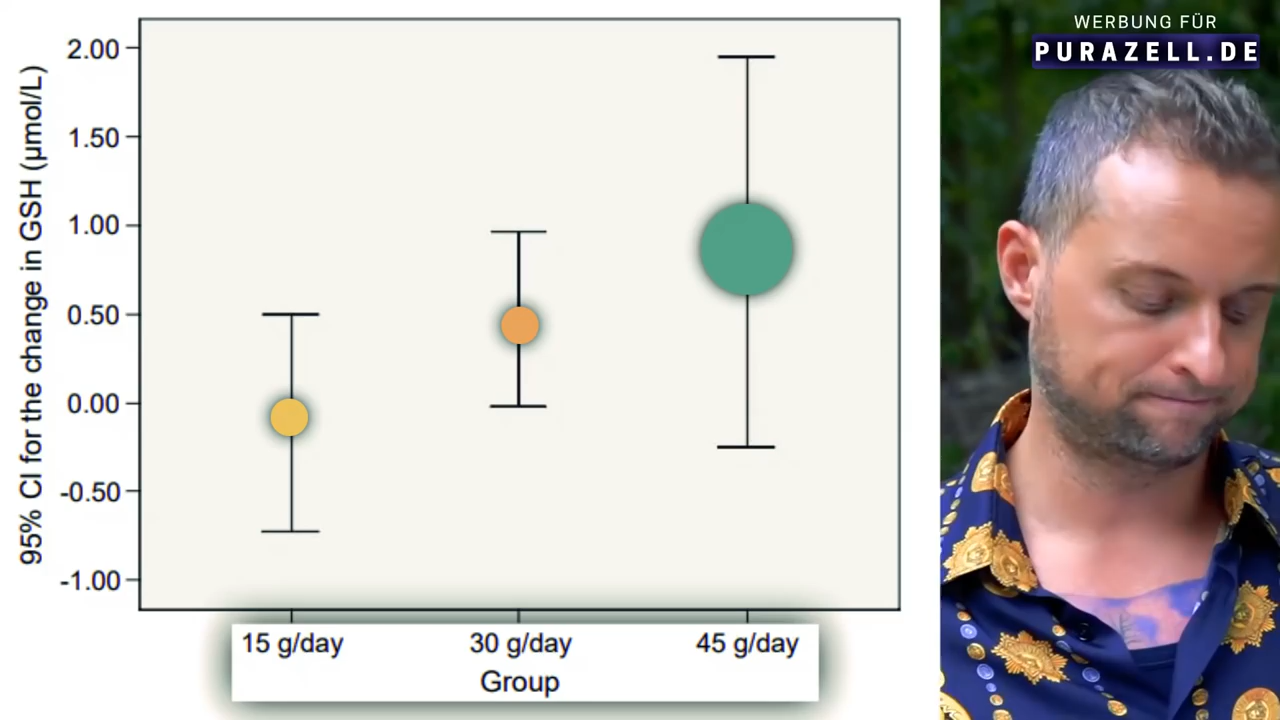 95% CI for the change in GSH (µmol/L)
2.00
1.50
1.00
0.50
0.00
-0.50
-1.00
15 g/day 30 g/day 45 g/day
Group
WERBUNG FÜR
PURAZELL.DE